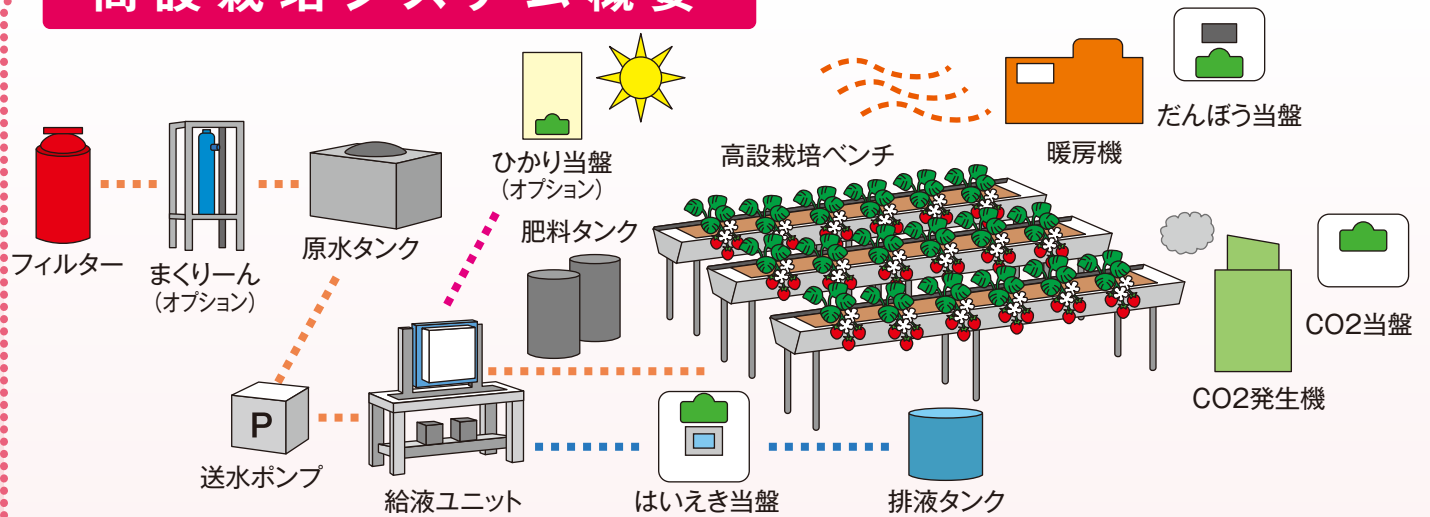 高設栽培システム概要
ひかり当盤
(オプション)
だんぼう当盤
暖房機
高設栽培ベンチ
フィルター
まくりーん
(オプション)
原水タンク
肥料タンク
CO2当盤
CO2発生機
P
送水ポンプ
給液ユニット
はいえき当盤
排液タンク